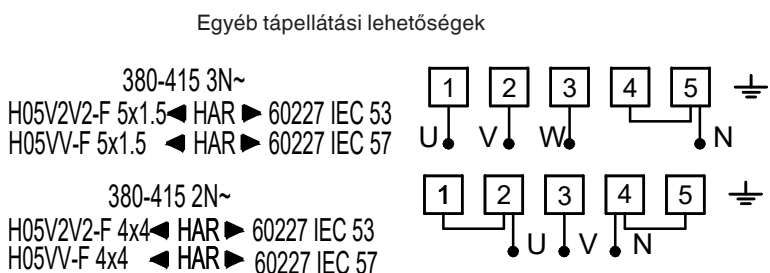 Egyéb tápellátási lehetőségek
380-415 3N~
H05V2V2-F 5x1.5◄ HAR ► 60227 IEC 53
H05VV-F 5x1.5 ◄ HAR ► 60227 IEC 57
1 2 3 4 5
U V W N
380-415 2N~
H05V2V2-F 4x4◄ HAR ► 60227 IEC 53
H05VV-F 4x4 ◄ HAR ► 60227 IEC 57
1 2 3 4 5
U V N